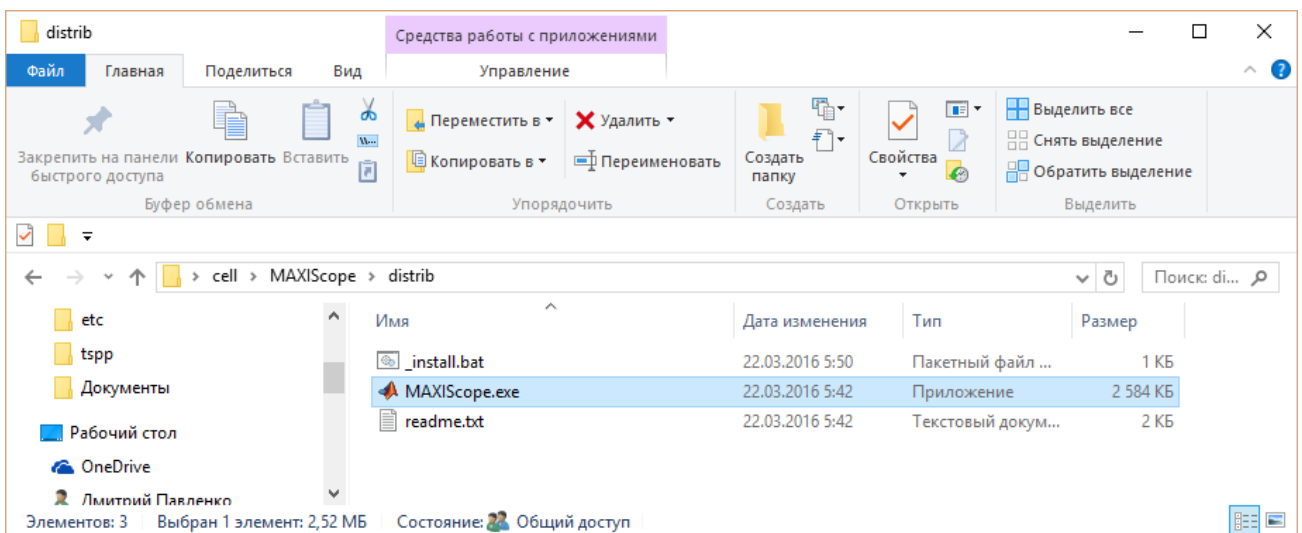 distrib
Средства работы с приложениями
Файл Главная Поделиться Вид Управление
Закрепить на панели быстрого доступа
Копировать
Вставить
W...
Буфер обмена
Переместить в
Копировать в
Удалить
Переименовать
Упорядочить
Создать папку
Создать
Свойства
Открыть
Выделить все
Снять выделение
Обратить выделение
Выделить
cell > MAXIScope > distrib
Поиск: di...
etc
tspp
Документы
Рабочий стол
OneDrive
Дмитрий Павленко
Имя Дата изменения Тип Размер
_install.bat 22.03.2016 5:50 Пакетный файл ... 1 КБ
MAXIScope.exe 22.03.2016 5:42 Приложение 2 584 КБ
readme.txt 22.03.2016 5:42 Текстовый докум... 2 КБ
Элементов: 3 Выбран 1 элемент: 2,52 МБ Состояние: Общий доступ